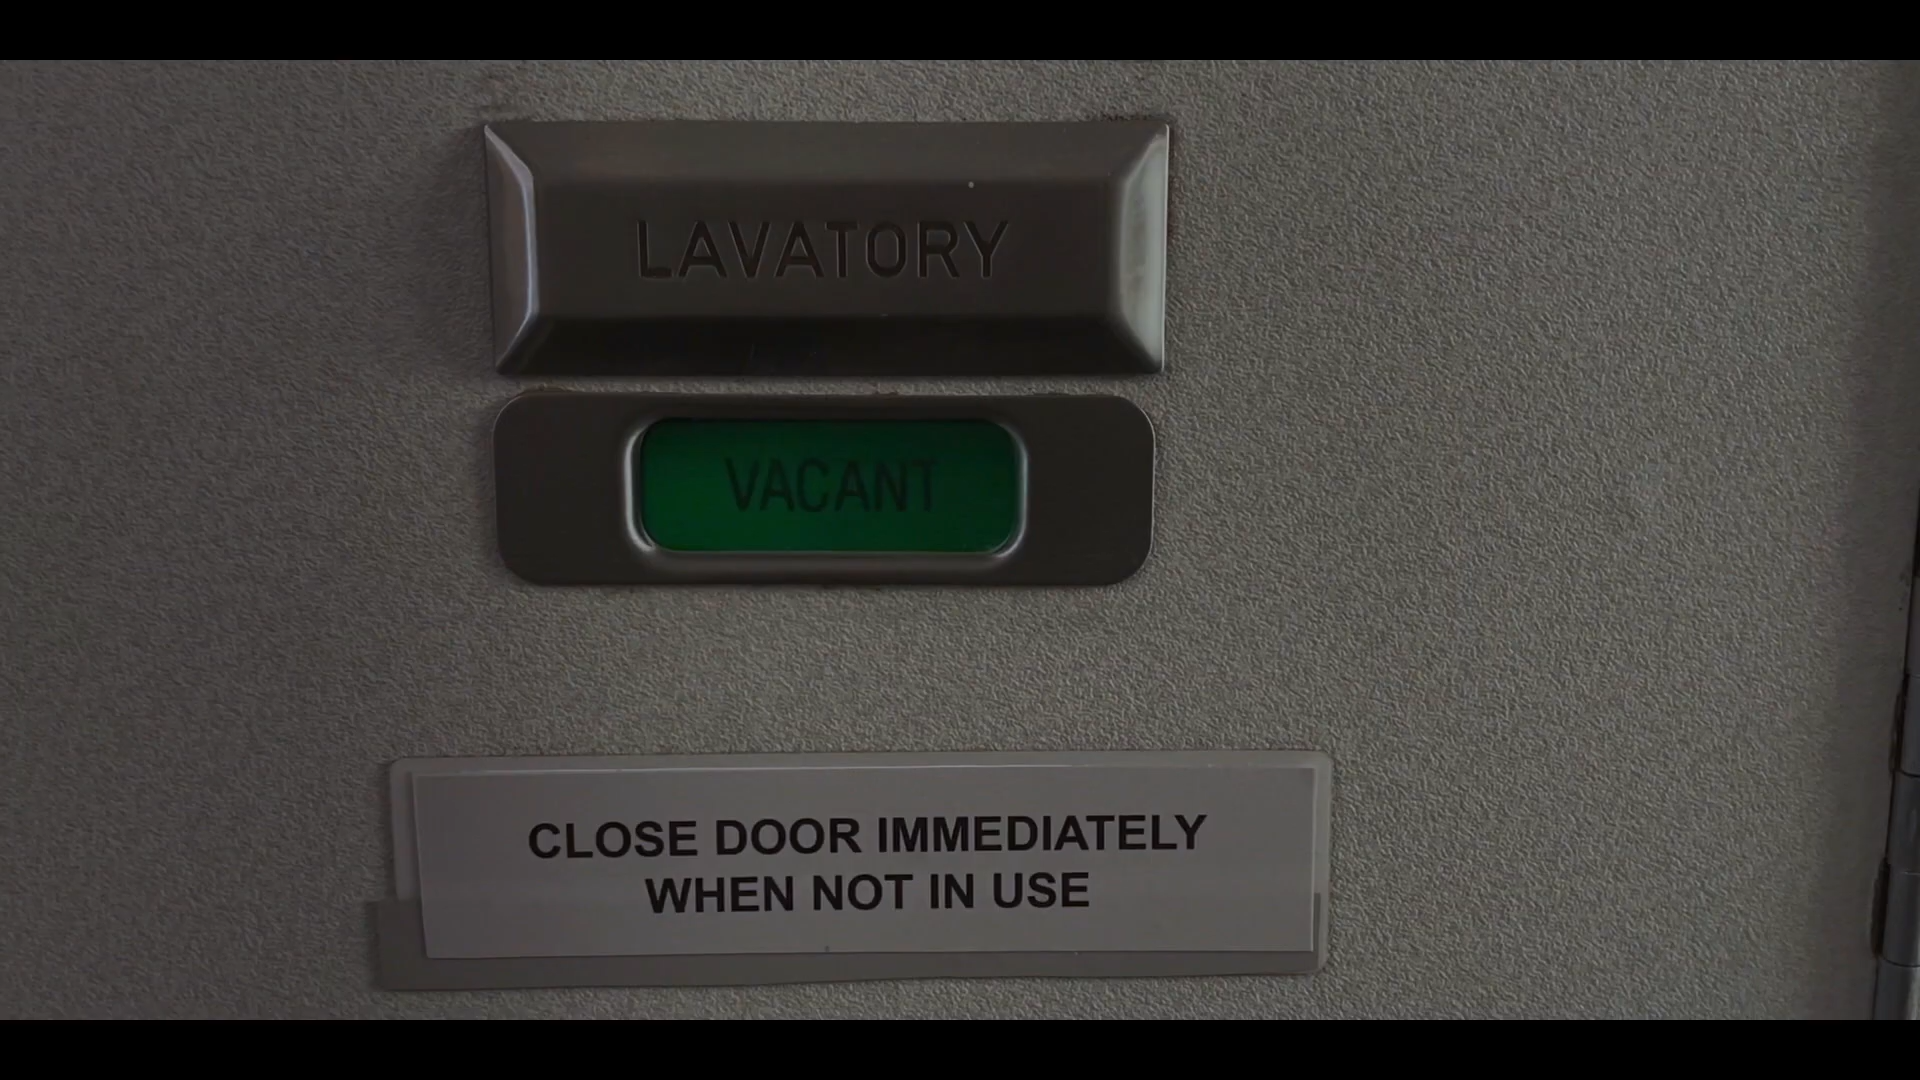 LAVATORY
VACANT
CLOSE DOOR IMMEDIATELY
WHEN NOT IN USE